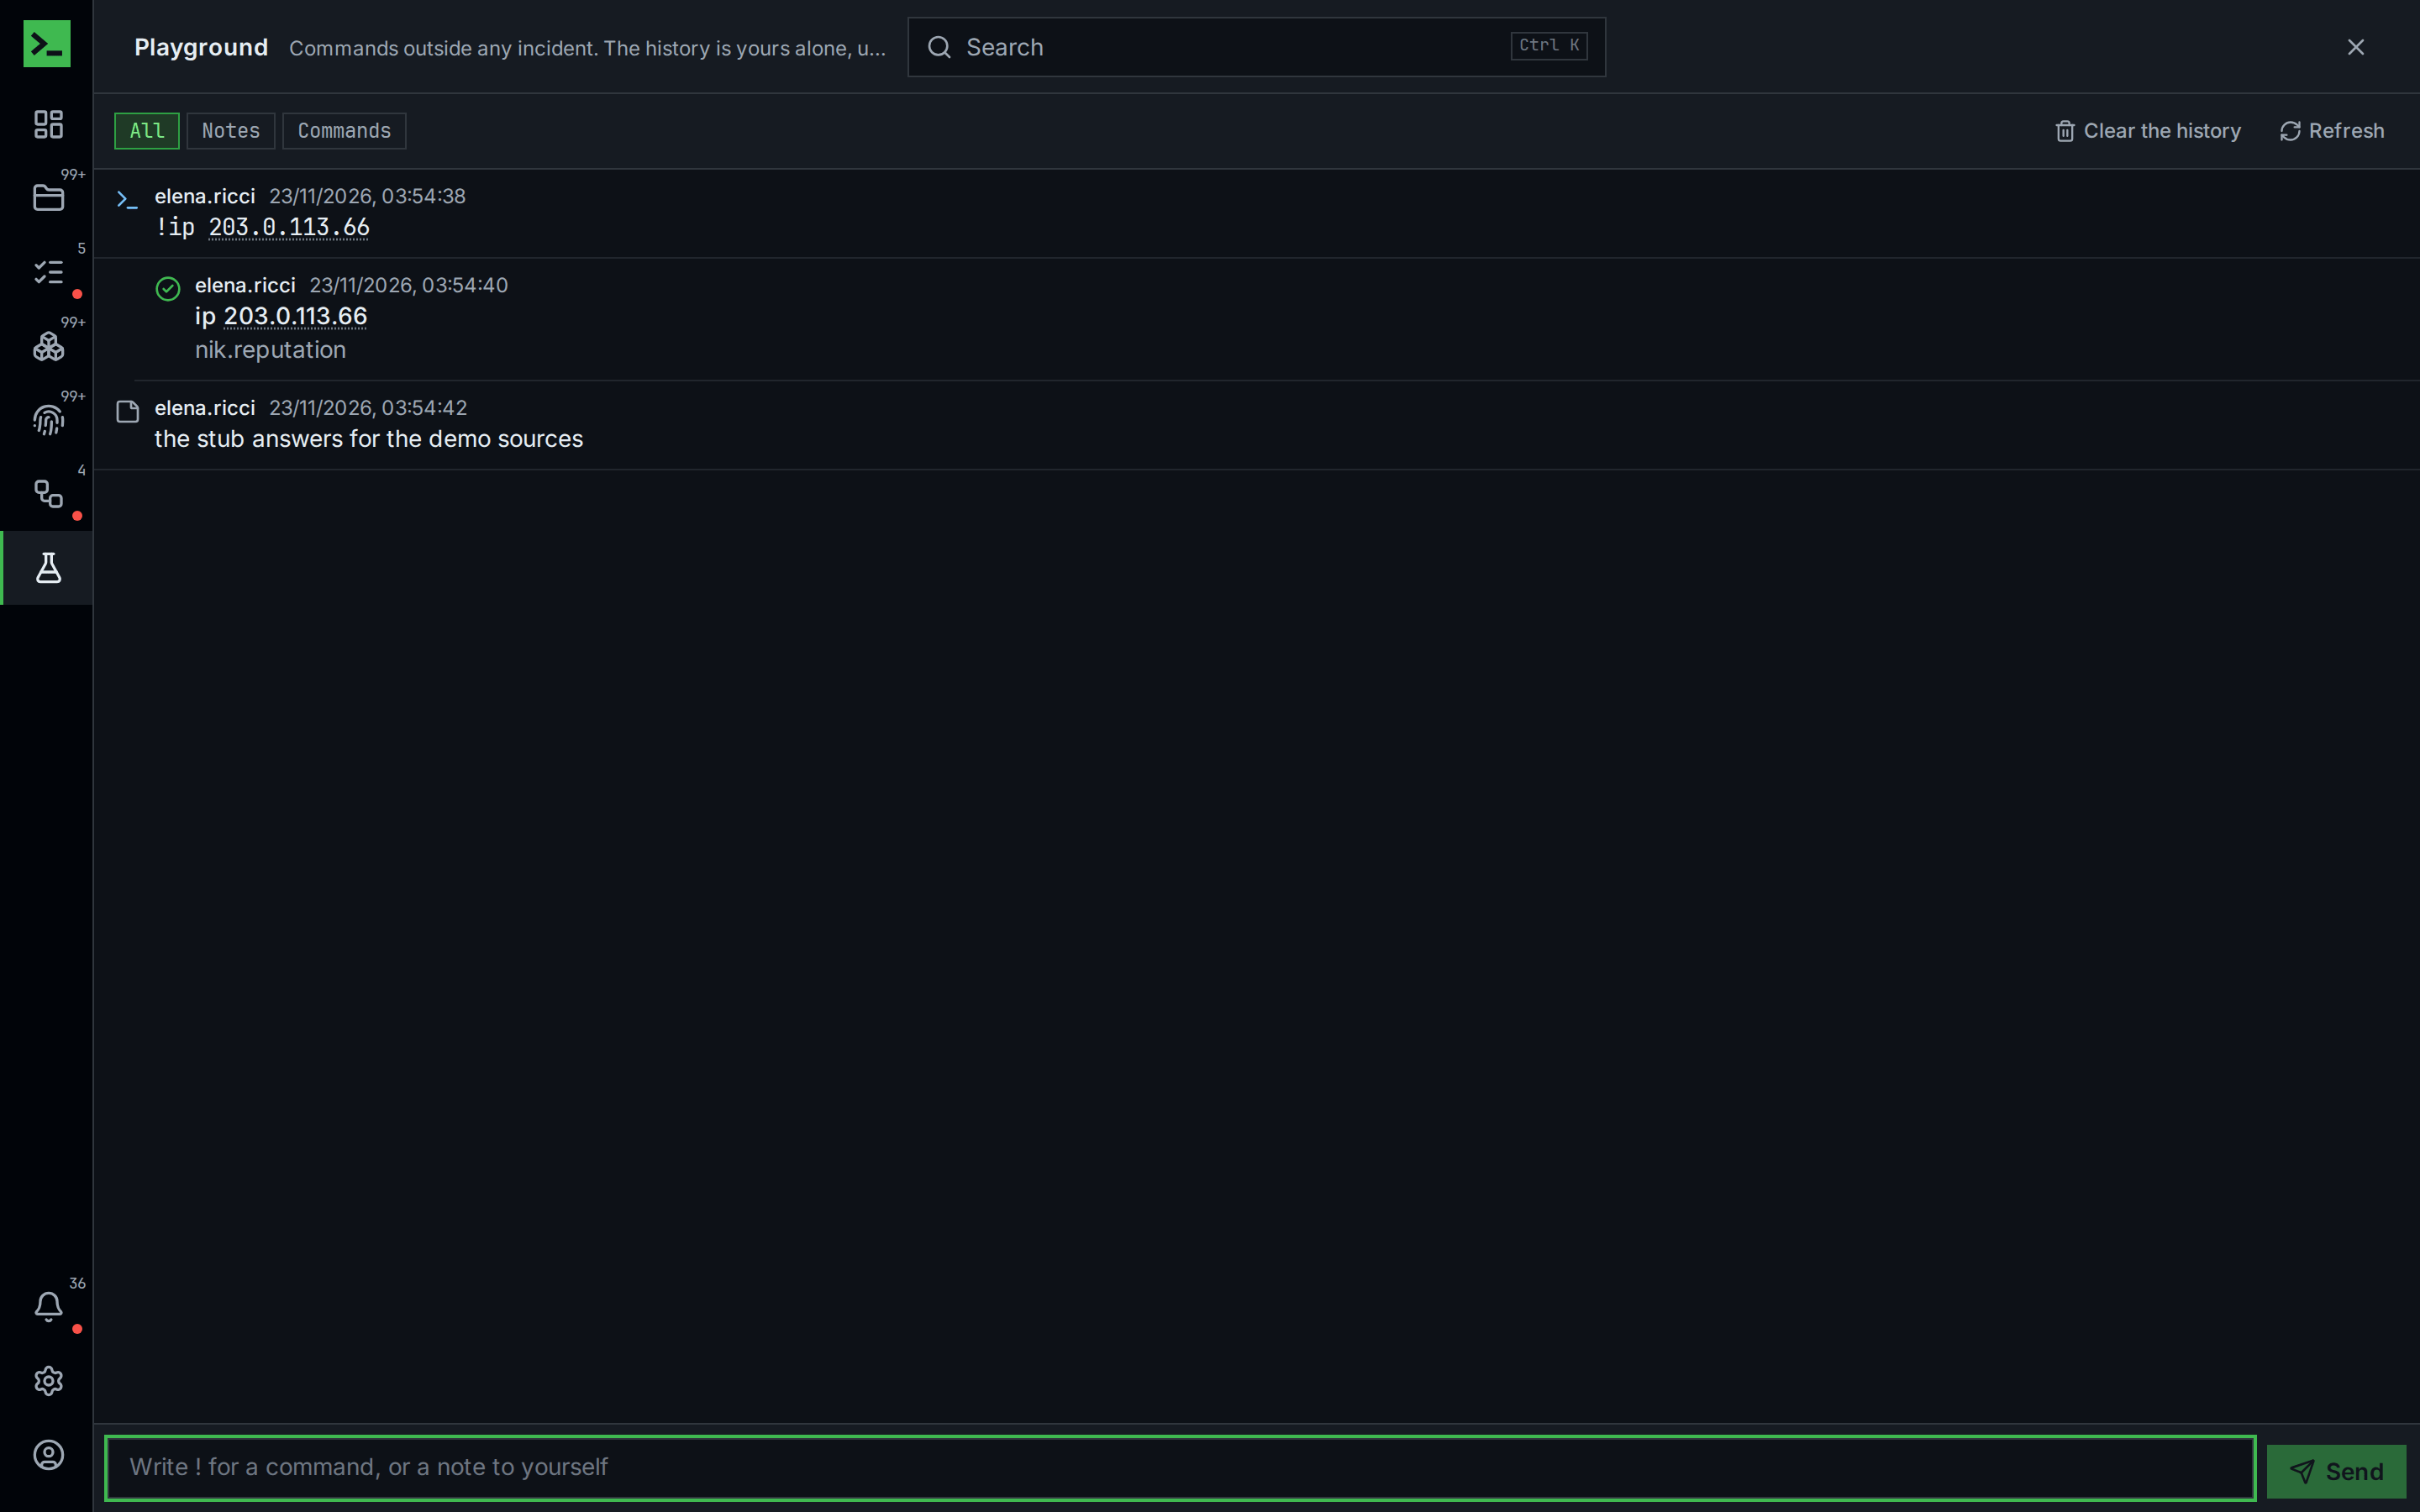 Playground Commands outside any incident. The history is yours alone, u...
Search
Ctrl K
All Notes Commands
Clear the history
Refresh
99+
5
99+
99+
4
elena.ricci 23/11/2026, 03:54:38
!ip 203.0.113.66
elena.ricci 23/11/2026, 03:54:40
ip 203.0.113.66
nik.reputation
elena.ricci 23/11/2026, 03:54:42
the stub answers for the demo sources
36
Write ! for a command, or a note to yourself
Send